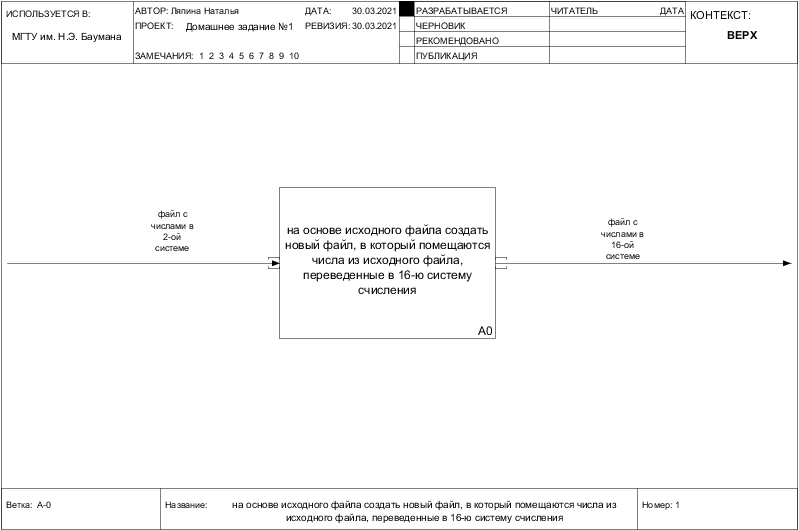 ИСПОЛЬЗУЕТСЯ В:
МГТУ им. Н.Э. Баумана
АВТОР: Ляпина Наталья
ДАТА: 30.03.2021
ПРОЕКТ: Домашнее задание №1
РЕВИЗИЯ: 30.03.2021
ЗАМЕЧАНИЯ: 1 2 3 4 5 6 7 8 9 10
РАЗРАБАТЫВАЕТСЯ
ЧЕРНОВИК
РЕКОМЕНДОВАНО
ПУБЛИКАЦИЯ
ЧИТАТЕЛЬ
ДАТА
КОНТЕКСТ:
ВЕРХ
файл с
числами в
2-ой
системе
на основе исходного файла создать
новый файл, в который помещаются
числа из исходного файла,
переведенные в 16-ю систему
счисления
A0
файл с
числами в
16-ой
системе
Ветка: A-0
Название:
на основе исходного файла создать новый файл, в который помещаются числа из
исходного файла, переведенные в 16-ю систему счисления
Номер: 1